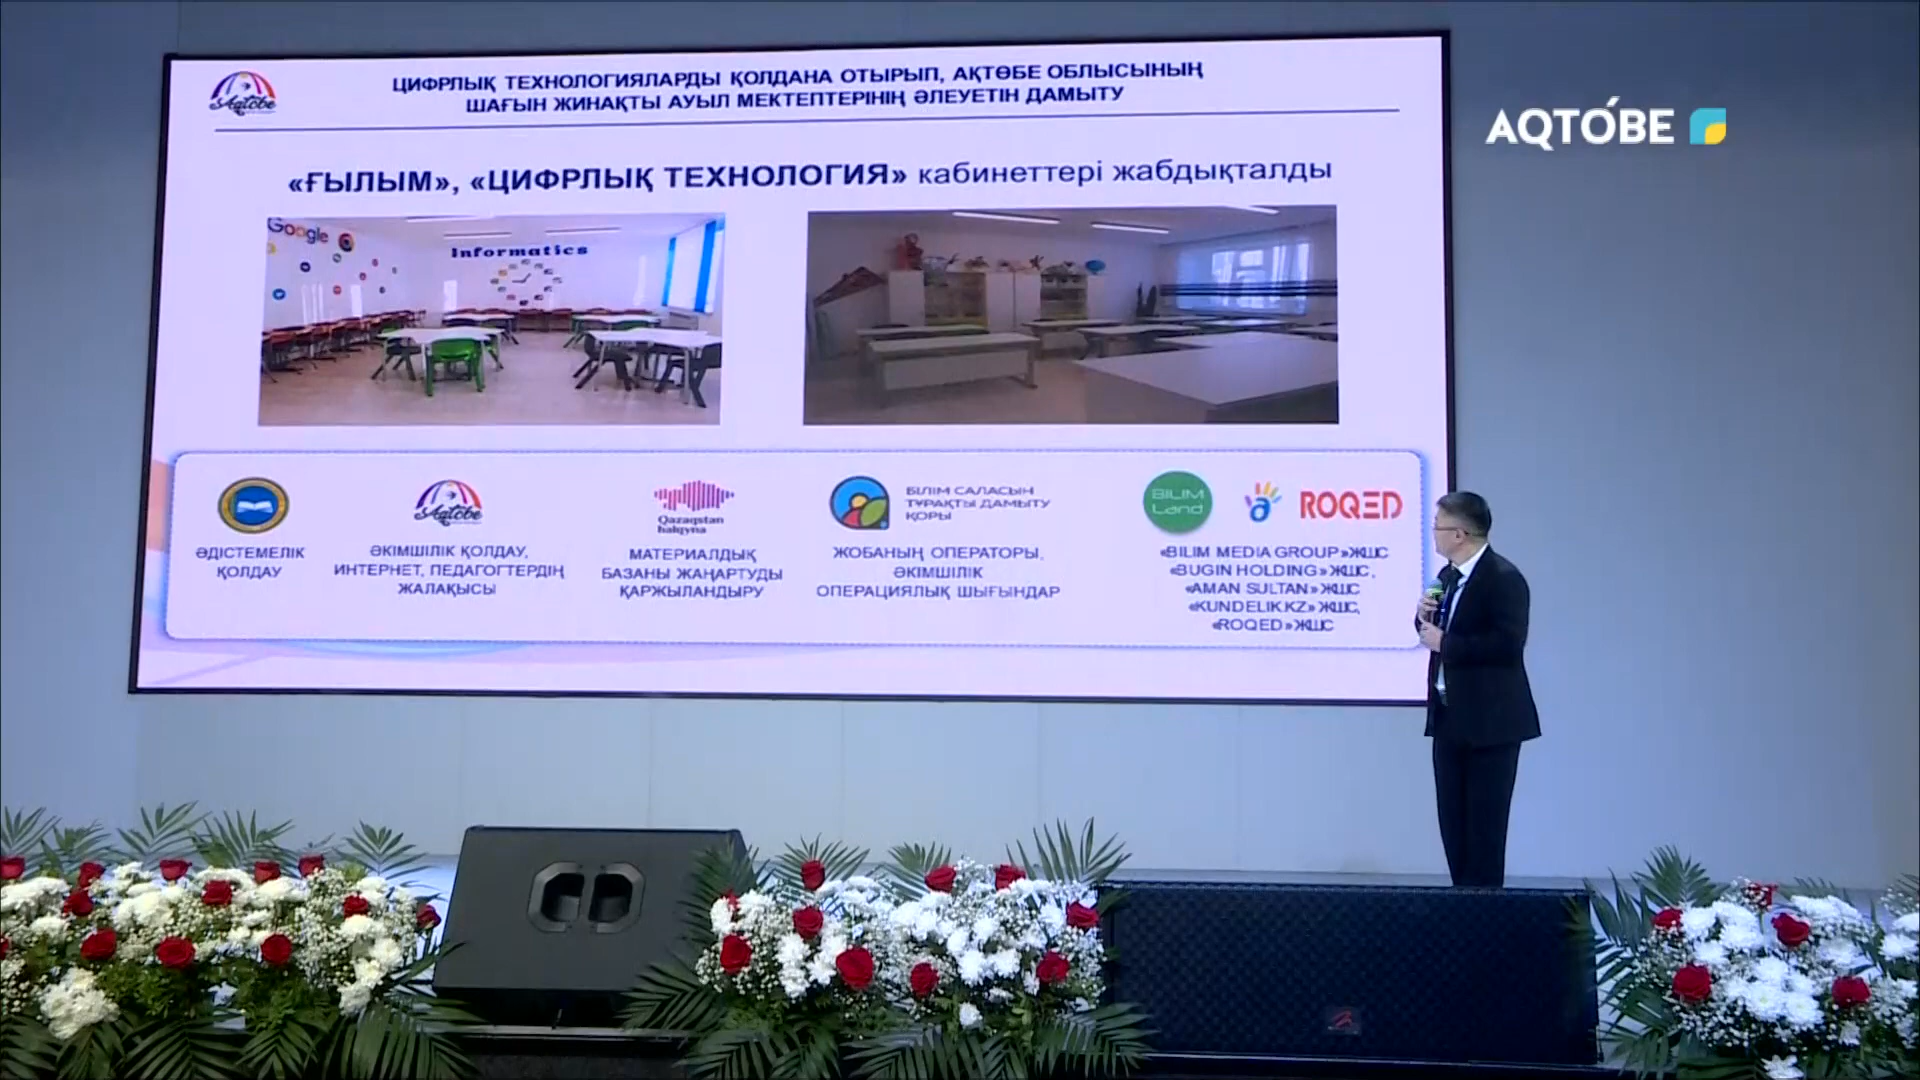 ЦИФРЛЫҚ ТЕХНОЛОГИЯЛАРДЫ ҚОЛДАНА ОТЫРЫП, АҚТӨБЕ ОБЛЫСЫНЫҢ
ШАҒЫН ЖИНАҚТЫ АУЫЛ МЕКТЕПТЕРІНІҢ ӘЛЕУЕТІН ДАМЫТУ
Aqtobe
AQTÓBE
«ҒЫЛЫМ», «ЦИФРЛЫҚ ТЕХНОЛОГИЯ» кабинеттері жабдықталды
Google
Informatics
ӘДІСТЕМЕЛІК
ҚОЛДАУ
Aqtobe
ӘКІМШІЛІК ҚОЛДАУ,
ИНТЕРНЕТ, ПЕДАГОГТЕРДІҢ
ЖАЛАҚЫСЫ
Qazaqstan
halqyna
МАТЕРИАЛДЫҚ
БАЗАНЫ ЖАҢАРТУДЫ
ҚАРЖЫЛАНДЫРУ
БІЛІМ САЛАСЫН
ТҰРАҚТЫ ДАМЫТУ
ҚОРЫ
ЖОБАНЫҢ ОПЕРАТОРЫ,
ӘКІМШІЛІК
ОПЕРАЦИЯЛЫҚ ШЫҒЫНДАР
BILIM
Land
ROQED
«BILIM MEDIA GROUP» ЖШС
«BUGIN HOLDING» ЖШС,
«AMAN SULTAN» ЖШС
«KUNDELIK.KZ» ЖШС,
«ROQED» ЖШС